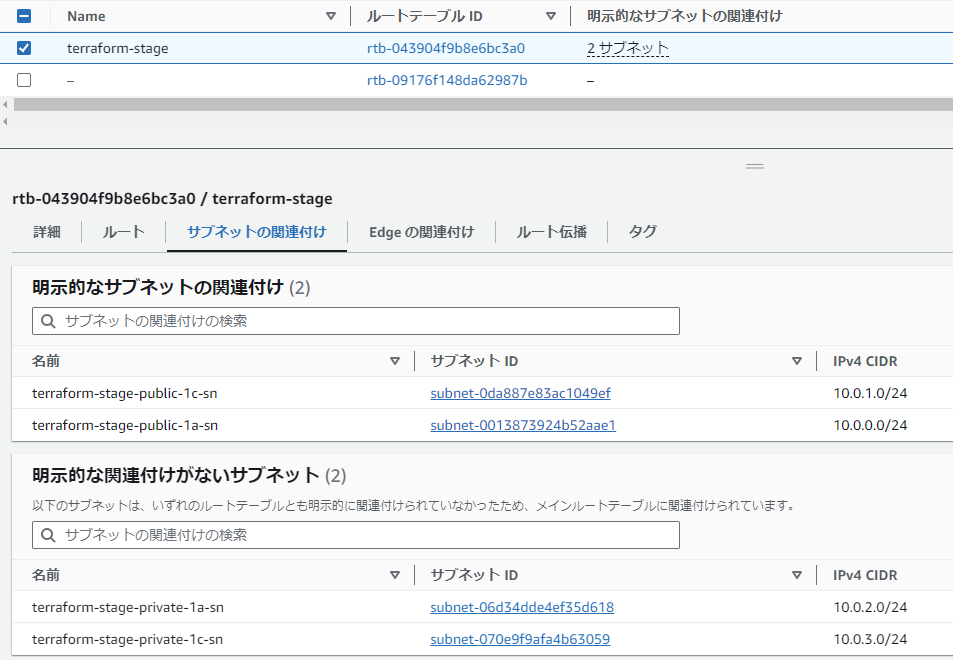 Name ルートテーブル ID 明示的なサブネットの関連付け
terraform-stage rtb-043904f9b8e6bc3a0 2 サブネット
– rtb-09176f148da62987b –
rtb-043904f9b8e6bc3a0 / terraform-stage
詳細 ルート サブネットの関連付け Edge の関連付け ルート伝播 タグ
明示的なサブネットの関連付け (2)
サブネットの関連付けの検索
名前 サブネット ID IPv4 CIDR
terraform-stage-public-1c-sn subnet-0da887e83ac1049ef 10.0.1.0/24
terraform-stage-public-1a-sn subnet-0013873924b52aae1 10.0.0.0/24
明示的な関連付けがないサブネット (2)
以下のサブネットは、いずれのルートテーブルとも明示的に関連付けられていなかったため、メインルートテーブルに関連付けられています。
サブネットの関連付けの検索
名前 サブネット ID IPv4 CIDR
terraform-stage-private-1a-sn subnet-06d34dde4ef35d618 10.0.2.0/24
terraform-stage-private-1c-sn subnet-070e9f9afa4b63059 10.0.3.0/24